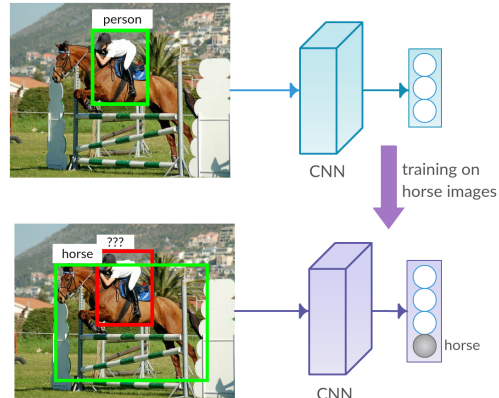 person
CNN
training on
horse images
???
horse
horse
CNN